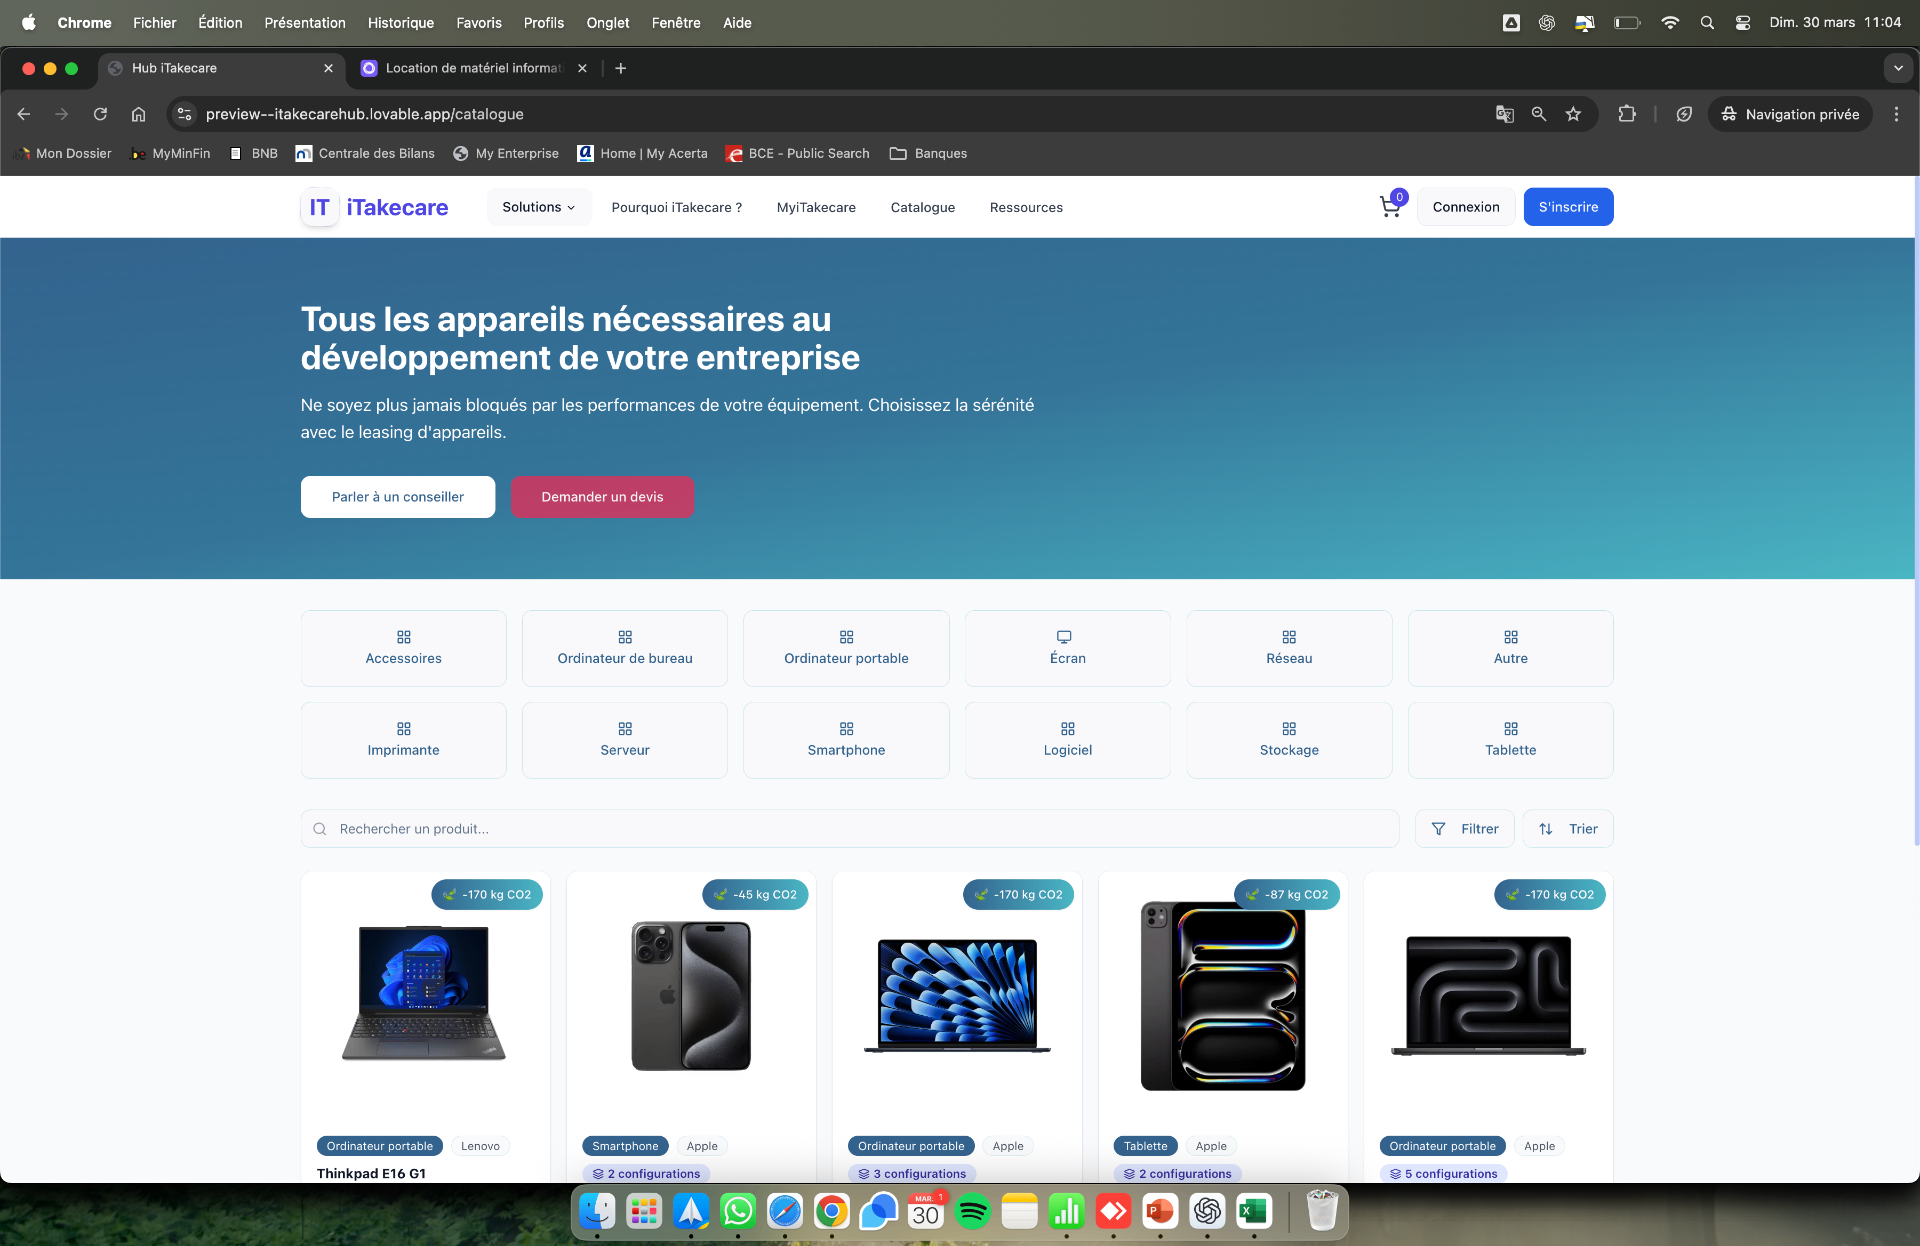 Chrome Fichier Édition Présentation Historique Favoris Profils Onglet Fenêtre Aide Dim. 30 mars 11:04
Hub iTakecare Location de matériel informat
preview--itakecarehub.lovable.app/catalogue Navigation privée
Mon Dossier MyMinFin BNB Centrale des Bilans My Enterprise Home | My Acerta BCE - Public Search Banques
IT iTakecare Solutions Pourquoi iTakecare ? MyiTakecare Catalogue Ressources 0 Connexion S'inscrire
Tous les appareils nécessaires au
développement de votre entreprise
Ne soyez plus jamais bloqués par les performances de votre équipement. Choisissez la sérénité
avec le leasing d'appareils.
Parler à un conseiller Demander un devis
Accessoires Ordinateur de bureau Ordinateur portable Écran Réseau Autre
Imprimante Serveur Smartphone Logiciel Stockage Tablette
Rechercher un produit... Filtrer Trier
-170 kg CO2 -45 kg CO2 -170 kg CO2 -87 kg CO2 -170 kg CO2
Ordinateur portable Lenovo Smartphone Apple Ordinateur portable Apple Tablette Apple Ordinateur portable Apple
Thinkpad E16 G1 2 configurations 3 configurations 2 configurations 5 configurations
MAR. 1
30